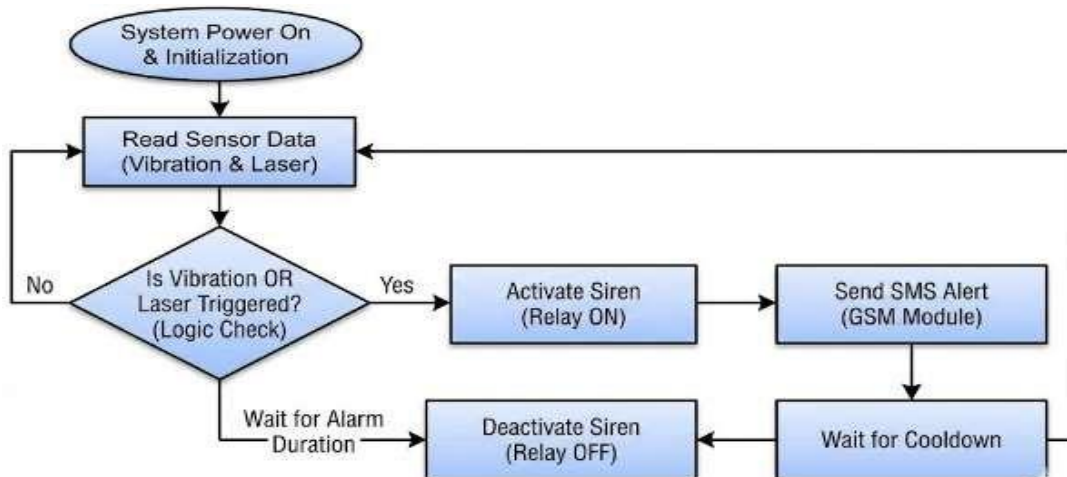 System Power On
& Initialization
Read Sensor Data
(Vibration & Laser)
Is Vibration OR
Laser Triggered?
(Logic Check)
No
Yes
Activate Siren
(Relay ON)
Send SMS Alert
(GSM Module)
Wait for Alarm
Duration
Deactivate Siren
(Relay OFF)
Wait for Cooldown